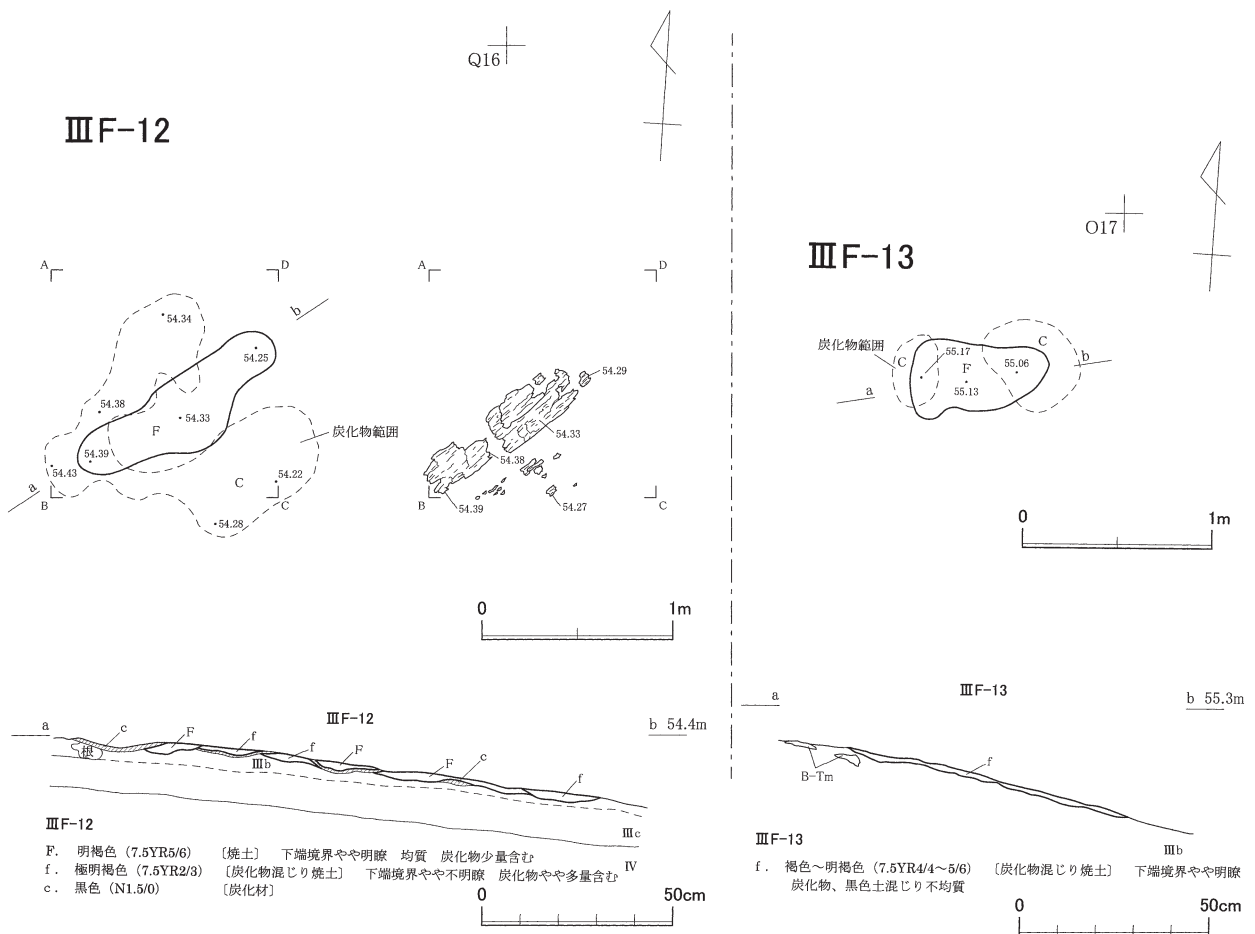 Q16
ⅢF-12
A
D
b
54.34
54.25
54.38
54.33
F
炭化物範囲
54.39
54.43
C
54.22
a
B
C
54.28
A
D
54.29
54.33
54.38
B
C
54.39
54.27
0 1m
O17
ⅢF-13
炭化物範囲
C
55.17
C
F
55.06
b
55.13
a
0 1m
ⅢF-12
a
b 54.4m
c
F
f
f
F
F
c
f
根
Ⅲb
Ⅲc
Ⅳ
ⅢF-12
F. 明褐色(7.5YR5/6) 〔焼土〕 下端境界やや明瞭 均質 炭化物少量含む
f. 極明褐色(7.5YR2/3) 〔炭化物混じり焼土〕 下端境界やや不明瞭 炭化物やや多量含む
c. 黒色(N1.5/0) 〔炭化材〕
0 50cm
ⅢF-13
a
b 55.3m
B-Tm
f
Ⅲb
ⅢF-13
f. 褐色〜明褐色(7.5YR4/4〜5/6) 〔炭化物混じり焼土〕 下端境界やや明瞭
炭化物、黒色土混じり不均質
0 50cm